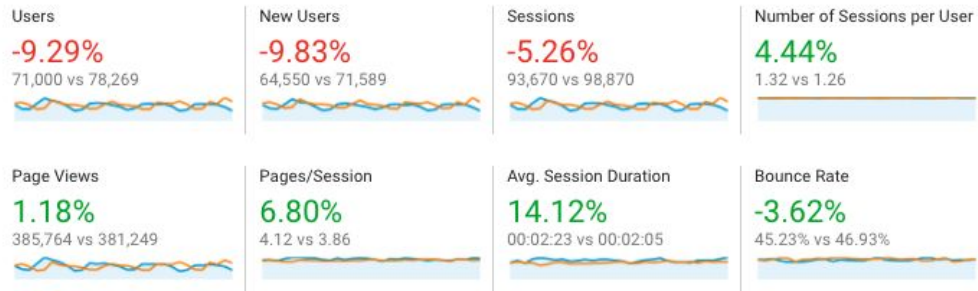 Users
-9.29%
71,000 vs 78,269
New Users
-9.83%
64,550 vs 71,589
Sessions
-5.26%
93,670 vs 98,870
Number of Sessions per User
4.44%
1.32 vs 1.26
Page Views
1.18%
385,764 vs 381,249
Pages/Session
6.80%
4.12 vs 3.86
Avg. Session Duration
14.12%
00:02:23 vs 00:02:05
Bounce Rate
-3.62%
45.23% vs 46.93%